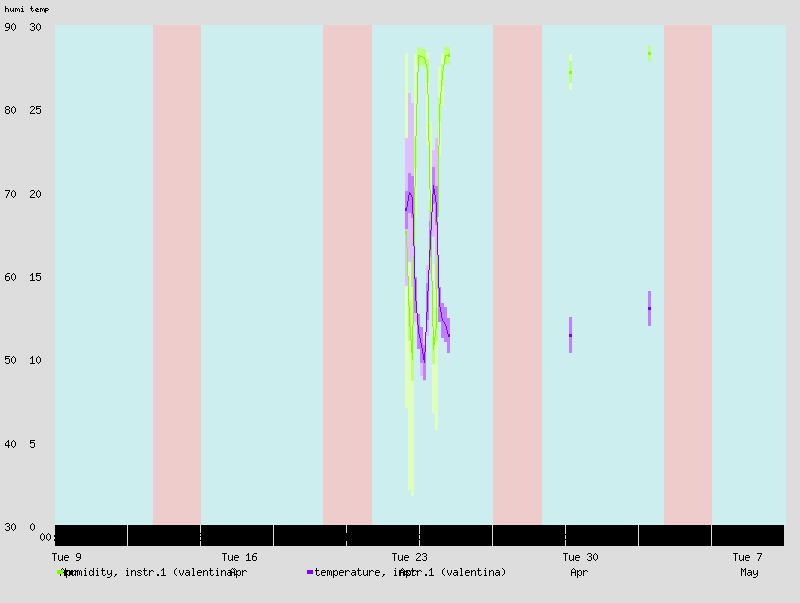 humi temp
90 30
80 25
70 20
60 15
50 10
40 5
30 0
00:
Tue 9 Tue 16 Tue 23 Tue 30 Tue 7
Apr Apr Apr Apr May
humidity, instr.1 (valentina) temperature, instr.1 (valentina)